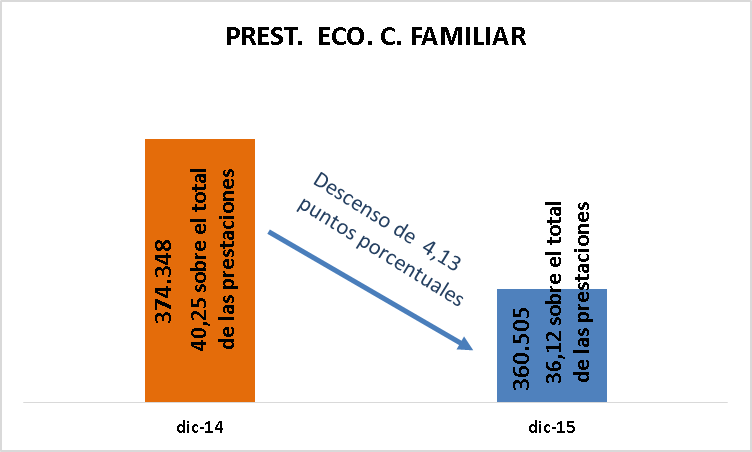 PREST. ECO. C. FAMILIAR
374.348
40,25 sobre el total
de las prestaciones
Descenso de 4,13
puntos porcentuales
360.505
36,12 sobre el total
de las prestaciones
dic-14
dic-15